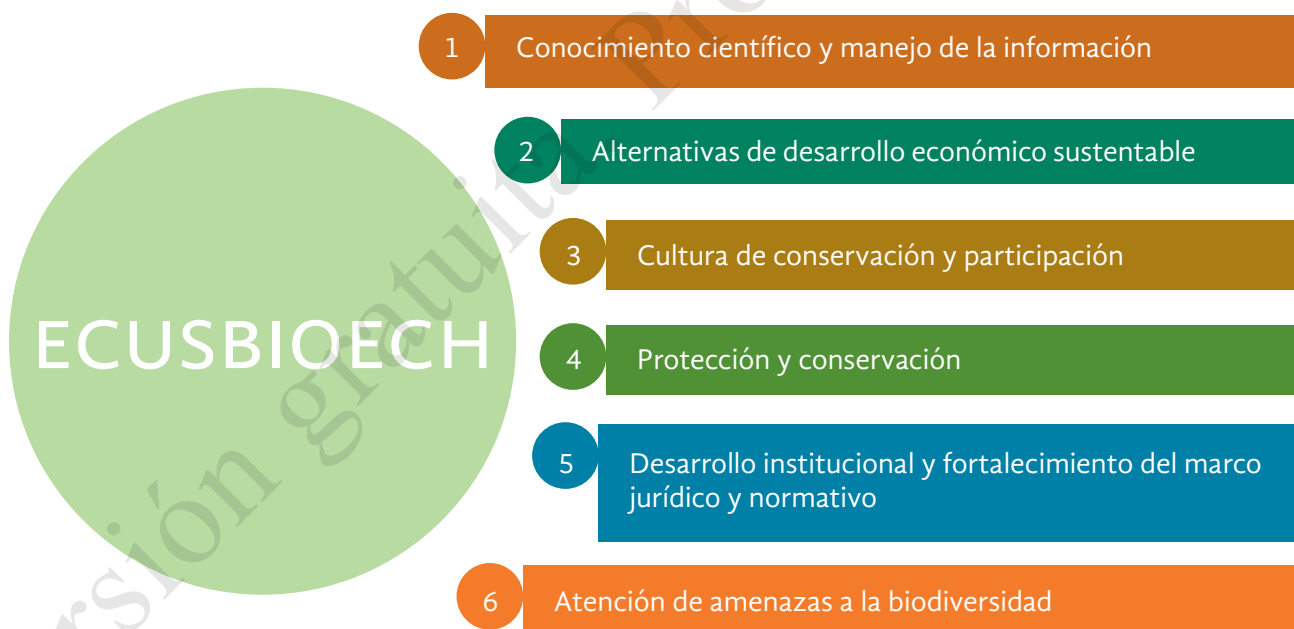 1 Conocimiento científico y manejo de la información
2 Alternativas de desarrollo económico sustentable
3 Cultura de conservación y participación
ECUSBIOECH
4 Protección y conservación
5 Desarrollo institucional y fortalecimiento del marco
jurídico y normativo
6 Atención de amenazas a la biodiversidad
gratuita